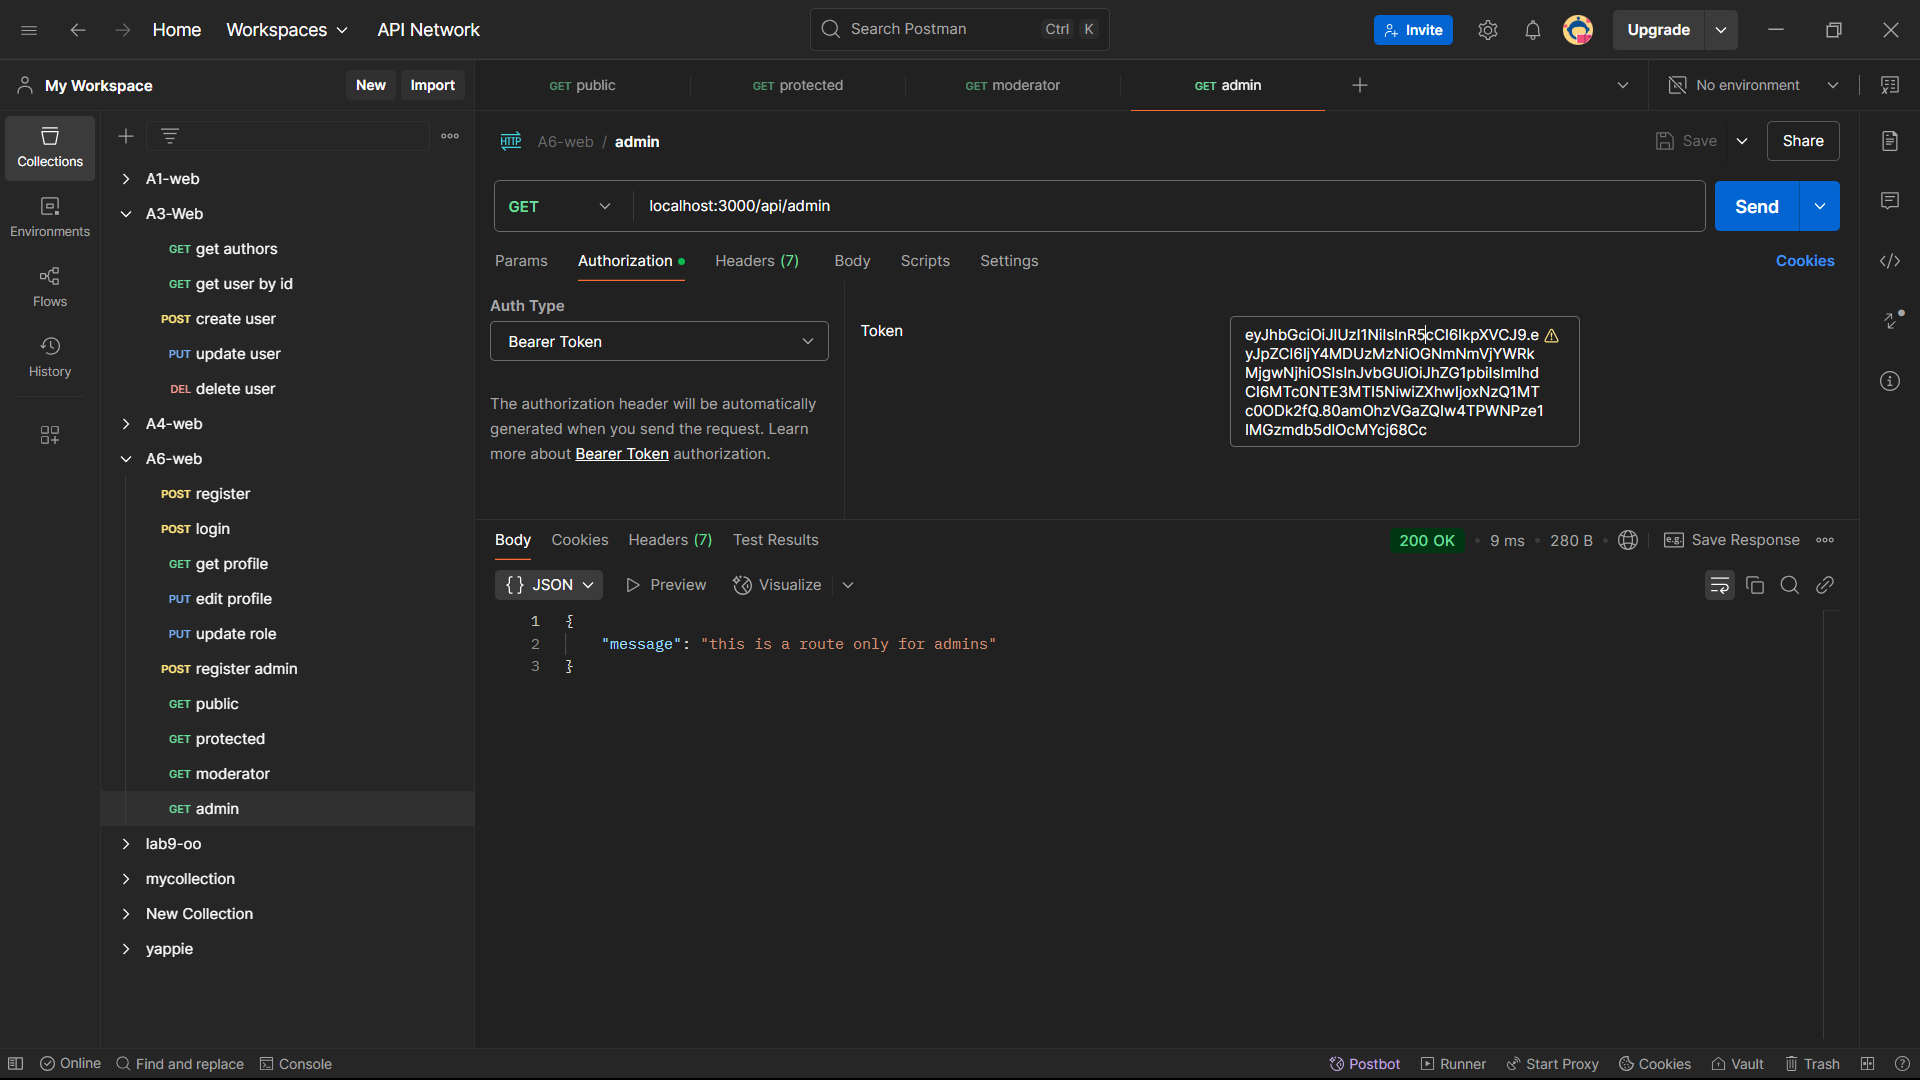 Home Workspaces API Network Search Postman Ctrl K Invite Upgrade
My Workspace New Import GET public GET protected GET moderator GET admin No environment
Collections
Environments
Flows
History
A1-web
A3-Web
GET get authors
GET get user by id
POST create user
PUT update user
DEL delete user
A4-web
A6-web
POST register
POST login
GET get profile
PUT edit profile
PUT update role
POST register admin
GET public
GET protected
GET moderator
GET admin
lab9-oo
mycollection
New Collection
yappie
HTTP A6-web / admin Save Share
GET localhost:3000/api/admin Send
Params Authorization Headers (7) Body Scripts Settings Cookies
Auth Type
Bearer Token
The authorization header will be automatically
generated when you send the request. Learn
more about Bearer Token authorization.
Token
eyJhbGciOiJIUzI1NiIsInR5cCI6IkpXVCJ9.e
yJpZCI6IjY4MDUzMzNiOGNmNmVjYWRk
MjgwNjhiOSIsInJvbGUiOiJhZG1pbiIsImlhd
CI6MTc0NTE3MTI5NiwiZXhwIjoxNzQ1MT
c0ODk2fQ.80amOhzVGaZQIw4TPWNPze1
IMGzmdb5dlOcMYcj68Cc
Body Cookies Headers (7) Test Results 200 OK 9 ms 280 B e.g. Save Response
{} JSON Preview Visualize
1 {
2 "message": "this is a route only for admins"
3 }
Online Find and replace Console Postbot Runner Start Proxy Cookies Vault Trash